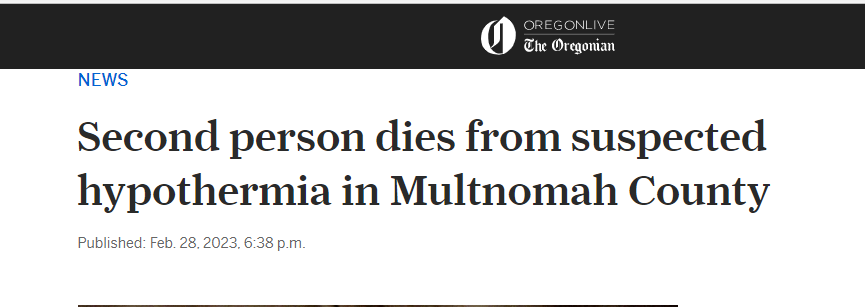 OREGONLIVE
The Oregonian
NEWS
Second person dies from suspected
hypothermia in Multnomah County
Published: Feb. 28, 2023, 6:38 p.m.